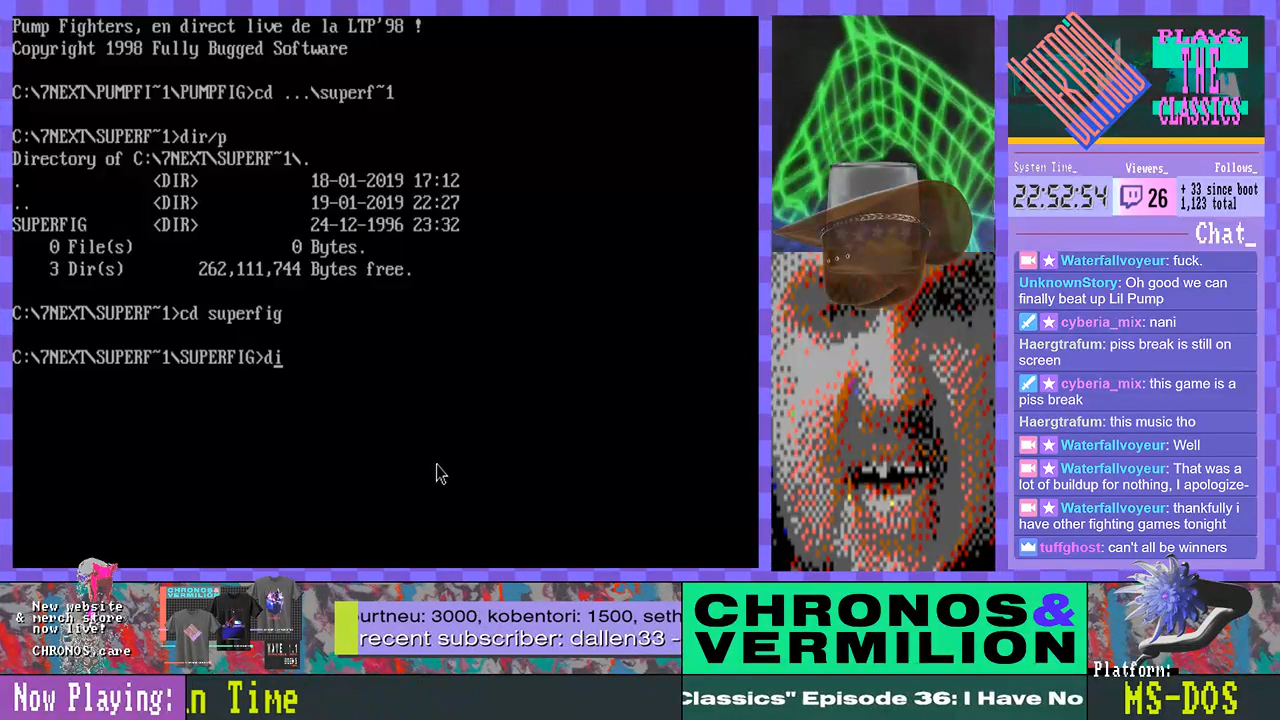 Pump Fighters, en direct live de la LTP'98 !
Copyright 1998 Fully Bugged Software
C:\7NEXT\PUMPFI~1\PUMPFIG>cd ...\superf~1
C:\7NEXT\SUPERF~1>dir/p
Directory of C:\7NEXT\SUPERF~1\.
. <DIR> 18-01-2019 17:12
.. <DIR> 19-01-2019 22:27
SUPERFIG <DIR> 24-12-1996 23:32
0 File(s) 0 Bytes.
3 Dir(s) 262,111,744 Bytes free.
C:\7NEXT\SUPERF~1>cd superfig
C:\7NEXT\SUPERF~1\SUPERFIG>di_
PLAYS
THE
CLASSICS
System Time_
Viewers_
Follows_
22:52:54
26
+ 33 since boot
1,123 total
Chat_
Waterfallvoyeur: fuck.
UnknownStory: Oh good we can
finally beat up Lil Pump
cyberia_mix: nani
Haergtrafum: piss break is still on
screen
cyberia_mix: this game is a
piss break
Haergtrafum: this music tho
Waterfallvoyeur: Well
Waterfallvoyeur: That was a
lot of buildup for nothing, I apologize-
Waterfallvoyeur: thankfully i
have other fighting games tonight
tuffghost: can't all be winners
New website
& merch store
now live!
CHRONOS.care
CHRONOS&
VERMILION
urtneu: 3000, kobentori: 1500, seth
recent subscriber: dallen33 -
CHRONOS&
VERMILION
Platform:
MS-DOS
Now Playing:
n Time
Classics" Episode 36: I Have No